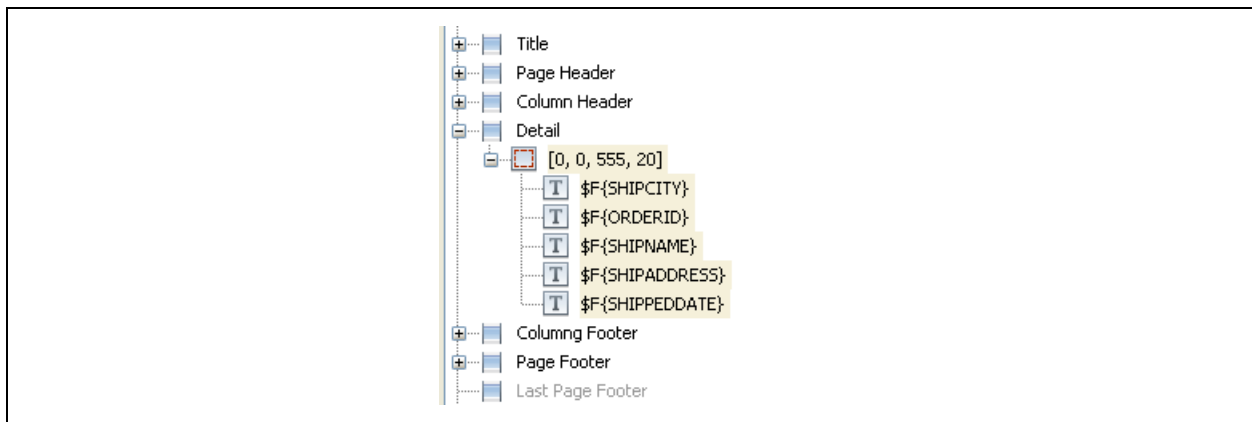 Title
Page Header
Column Header
Detail
[0, 0, 555, 20]
T $F{SHIPCITY}
T $F{ORDERID}
T $F{SHIPNAME}
T $F{SHIPADDRESS}
T $F{SHIPPEDDATE}
Columng Footer
Page Footer
Last Page Footer